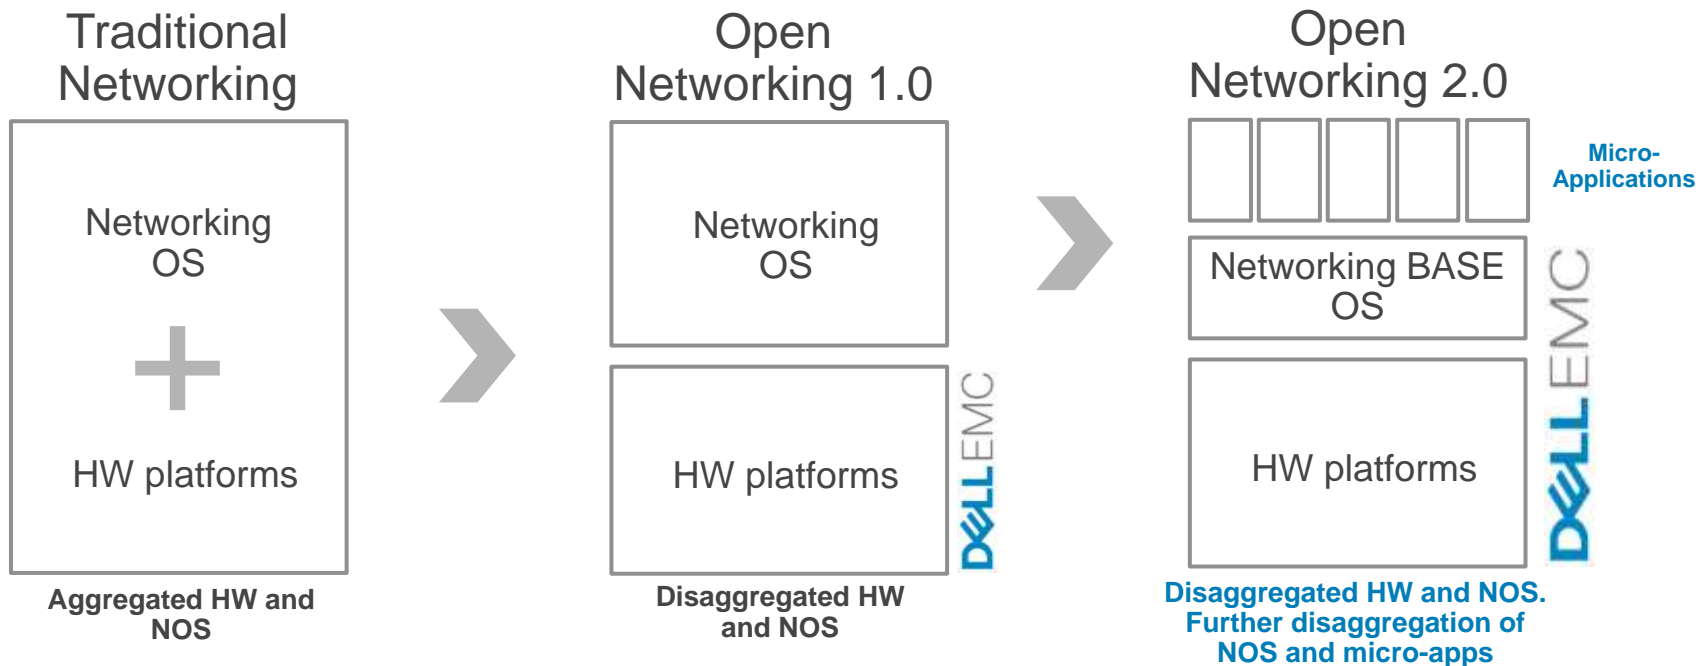 Traditional
Networking
Networking
OS
HW platforms
Aggregated HW and
NOS
Open
Networking 1.0
Networking
OS
HW platforms
DELLEMC
Disaggregated HW
and NOS
Open
Networking 2.0
Micro-
Applications
Networking BASE
OS
HW platforms
DELLEMC
Disaggregated HW and NOS.
Further disaggregation of
NOS and micro-apps